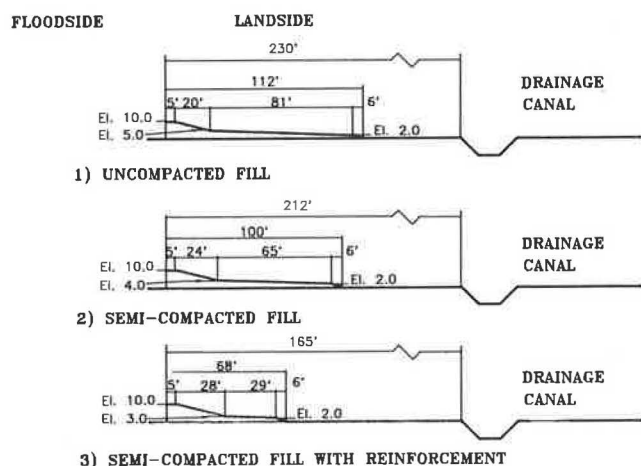 FLOODSIDE LANDSIDE
230'
112'
5' 20' 81' 6'
El. 10.0
El. 5.0
El. 2.0
DRAINAGE
CANAL
1) UNCOMPACTED FILL
212'
100'
5' 24' 65' 6'
El. 10.0
El. 4.0
El. 2.0
DRAINAGE
CANAL
2) SEMI-COMPACTED FILL
165'
68'
5' 28' 29' 6'
El. 10.0
El. 3.0
El. 2.0
DRAINAGE
CANAL
3) SEMI-COMPACTED FILL WITH REINFORCEMENT